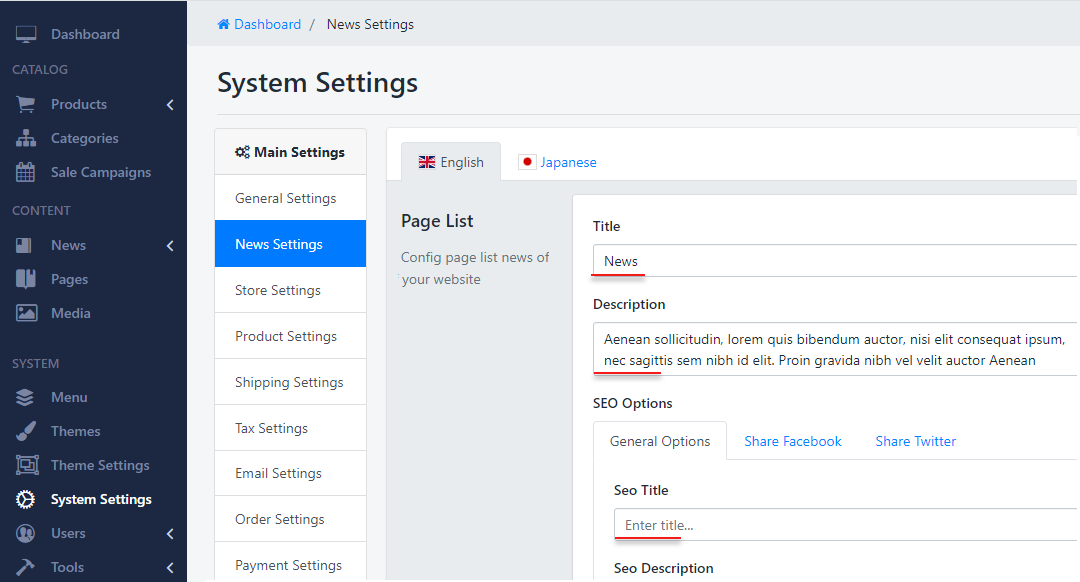 Dashboard
CATALOG
Products
Categories
Sale Campaigns
CONTENT
News
Pages
Media
SYSTEM
Menu
Themes
Theme Settings
System Settings
Users
Tools
Dashboard / News Settings
System Settings
Main Settings
General Settings
News Settings
Store Settings
Product Settings
Shipping Settings
Tax Settings
Email Settings
Order Settings
Payment Settings
English Japanese
Page List
Config page list news of
your website
Title
News
Description
Aenean sollicitudin, lorem quis bibendum auctor, nisi elit consequat ipsum,
nec sagittis sem nibh id elit. Proin gravida nibh vel velit auctor Aenean
SEO Options
General Options Share Facebook Share Twitter
Seo Title
Enter title...
Seo Description